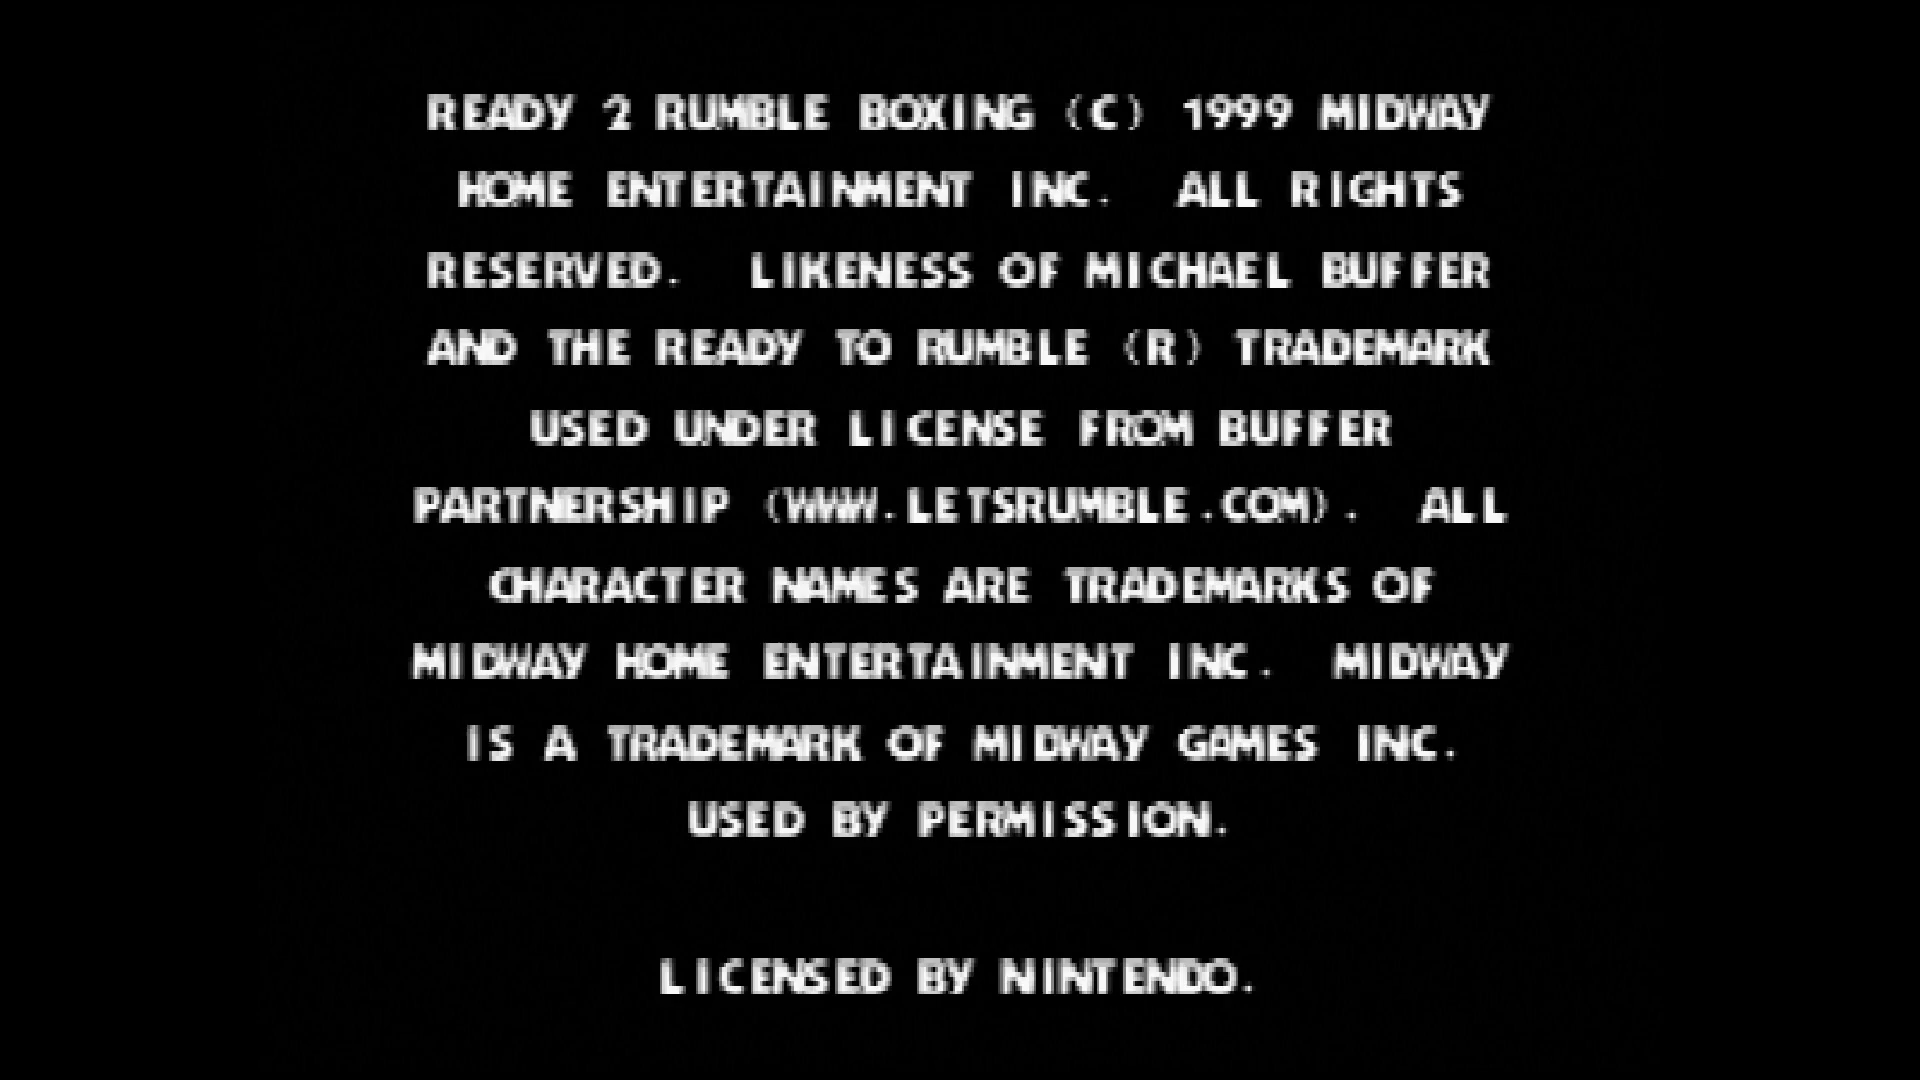 READY 2 RUMBLE BOXING (C) 1999 MIDWAY
HOME ENTERTAINMENT INC. ALL RIGHTS
RESERVED. LIKENESS OF MICHAEL BUFFER
AND THE READY TO RUMBLE (R) TRADEMARK
USED UNDER LICENSE FROM BUFFER
PARTNERSHIP (WWW.LETSRUMBLE.COM). ALL
CHARACTER NAMES ARE TRADEMARKS OF
MIDWAY HOME ENTERTAINMENT INC. MIDWAY
IS A TRADEMARK OF MIDWAY GAMES INC.
USED BY PERMISSION.
LICENSED BY NINTENDO.